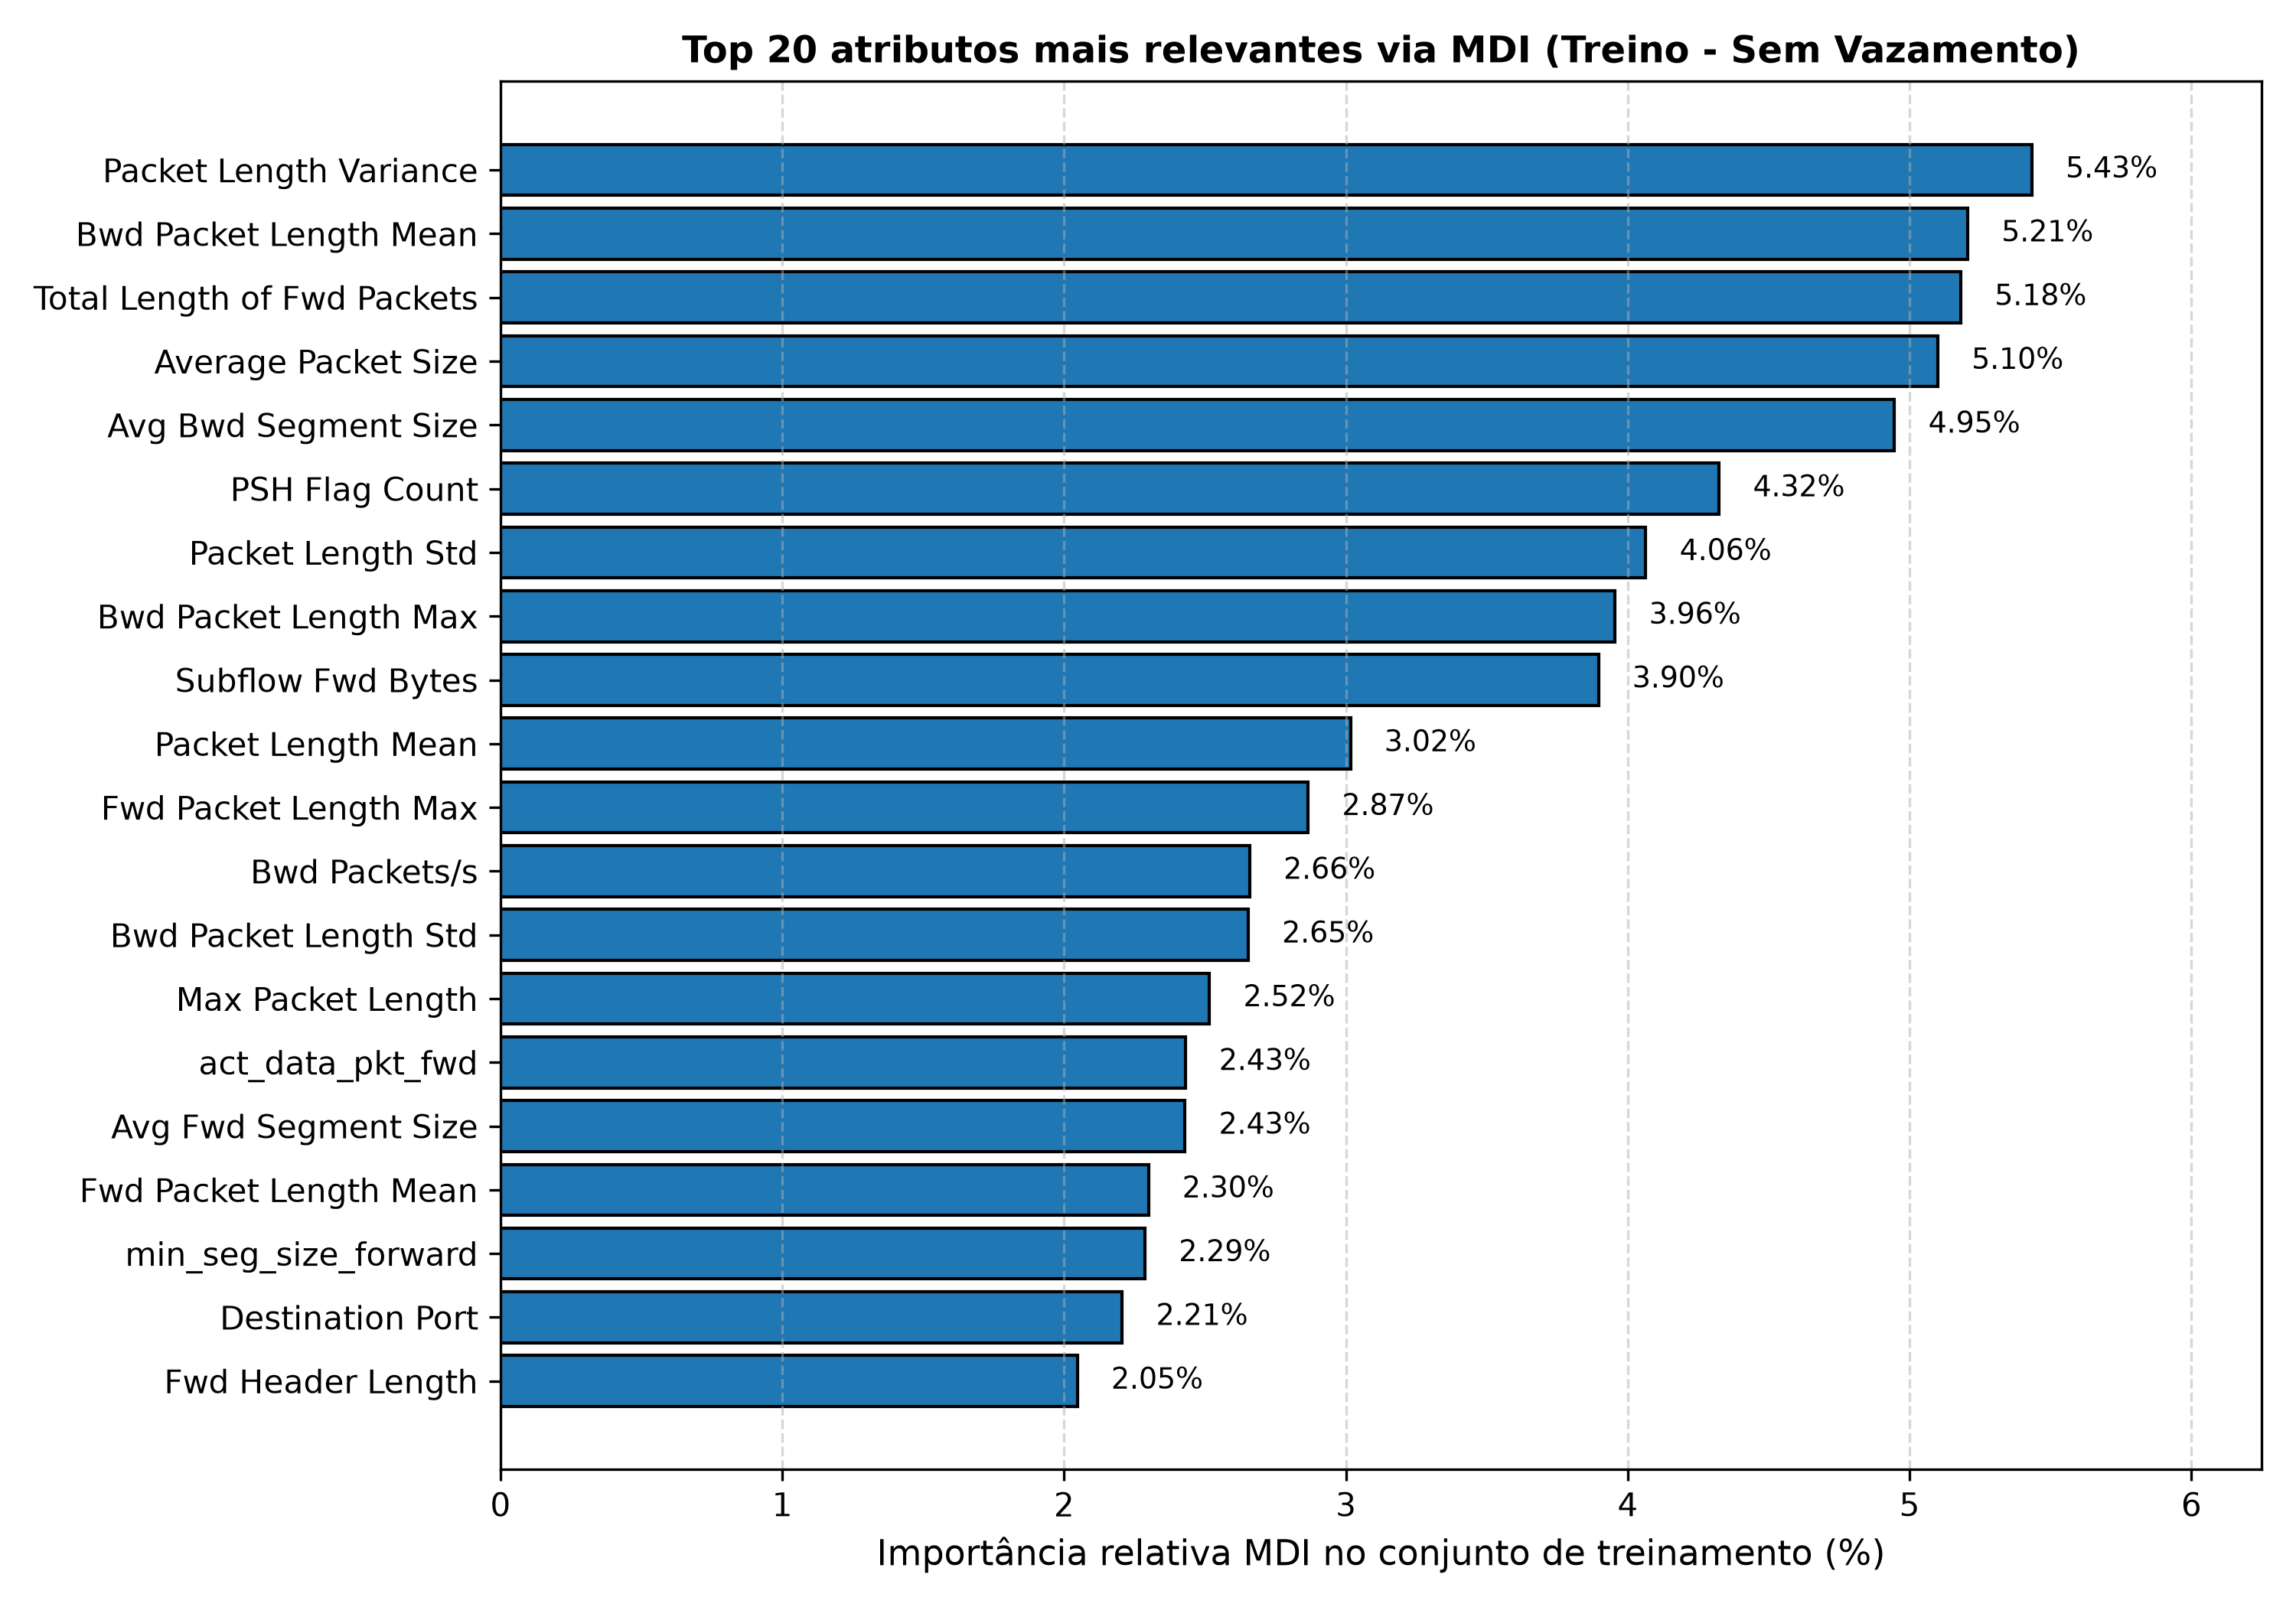 Top 20 atributos mais relevantes via MDI (Treino - Sem Vazamento)
Packet Length Variance 5.43%
Bwd Packet Length Mean 5.21%
Total Length of Fwd Packets 5.18%
Average Packet Size 5.10%
Avg Bwd Segment Size 4.95%
PSH Flag Count 4.32%
Packet Length Std 4.06%
Bwd Packet Length Max 3.96%
Subflow Fwd Bytes 3.90%
Packet Length Mean 3.02%
Fwd Packet Length Max 2.87%
Bwd Packets/s 2.66%
Bwd Packet Length Std 2.65%
Max Packet Length 2.52%
act_data_pkt_fwd 2.43%
Avg Fwd Segment Size 2.43%
Fwd Packet Length Mean 2.30%
min_seg_size_forward 2.29%
Destination Port 2.21%
Fwd Header Length 2.05%
0 1 2 3 4 5 6
Importância relativa MDI no conjunto de treinamento (%)